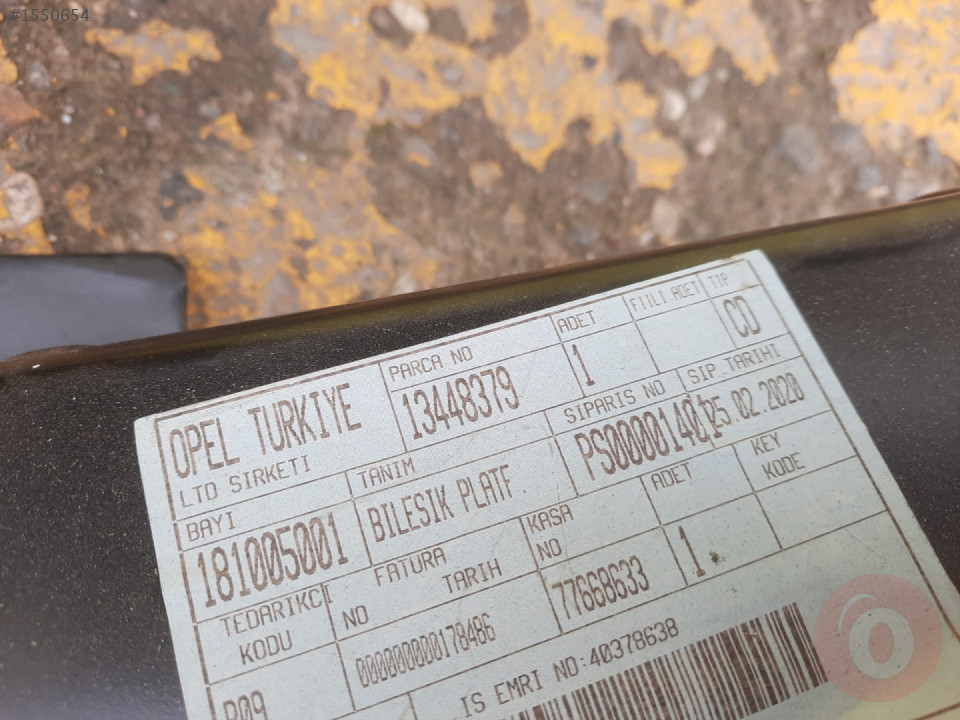 #1550654
OPEL TURKIYE
LTD SIRKETI
PARCA NO
13448379
ADET
1
FIILI ADET
TIP
CD
BAYI
181005001
TANIM
BILESIK PLATF
SIPARIS NO
SIP.TARIHI
25.02.2020
TEDARIKCI
KODU
FATURA
NO TARIH
000000000178486
KASA
NO
77668633
ADET
1
KEY
KODE
IS EMRI NO:40378638